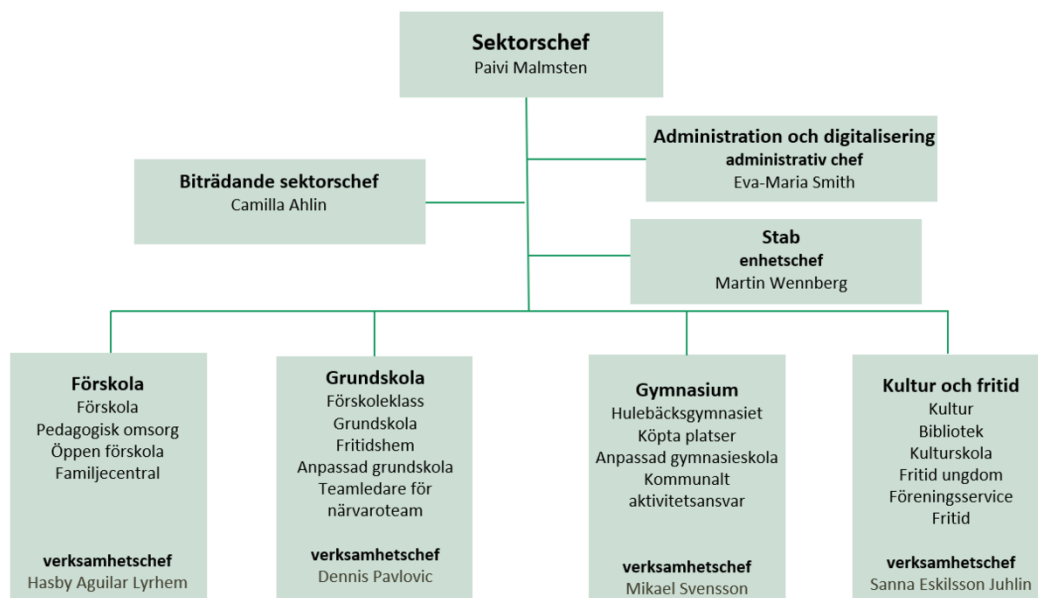 Sektorschef
Paivi Malmsten
Administration och digitalisering
administrativ chef
Eva-Maria Smith
Biträdande sektorschef
Camilla Ahlin
Stab
enhetschef
Martin Wennberg
Förskola
Förskola
Pedagogisk omsorg
Öppen förskola
Familjecentral
verksamhetschef
Hasby Aguilar Lyrhem
Grundskola
Förskoleklass
Grundskola
Fritidshem
Anpassad grundskola
Teamledare för
närvaroteam
verksamhetschef
Dennis Pavlovic
Gymnasium
Hulebäcksgymnasiet
Köpta platser
Anpassad gymnasieskola
Kommunalt
aktivitetsansvar
verksamhetschef
Mikael Svensson
Kultur och fritid
Kultur
Bibliotek
Kulturskola
Fritid ungdom
Föreningsservice
Fritid
verksamhetschef
Sanna Eskilsson Juhlin